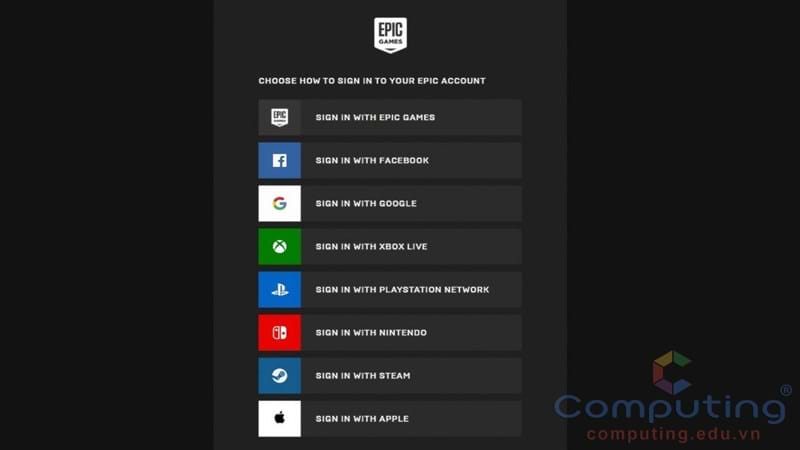 EPIC
GAMES
CHOOSE HOW TO SIGN IN TO YOUR EPIC ACCOUNT
EPIC
GAMES
SIGN IN WITH EPIC GAMES
SIGN IN WITH FACEBOOK
SIGN IN WITH GOOGLE
SIGN IN WITH XBOX LIVE
SIGN IN WITH PLAYSTATION NETWORK
SIGN IN WITH NINTENDO
SIGN IN WITH STEAM
SIGN IN WITH APPLE
Computing®
computing.edu.vn